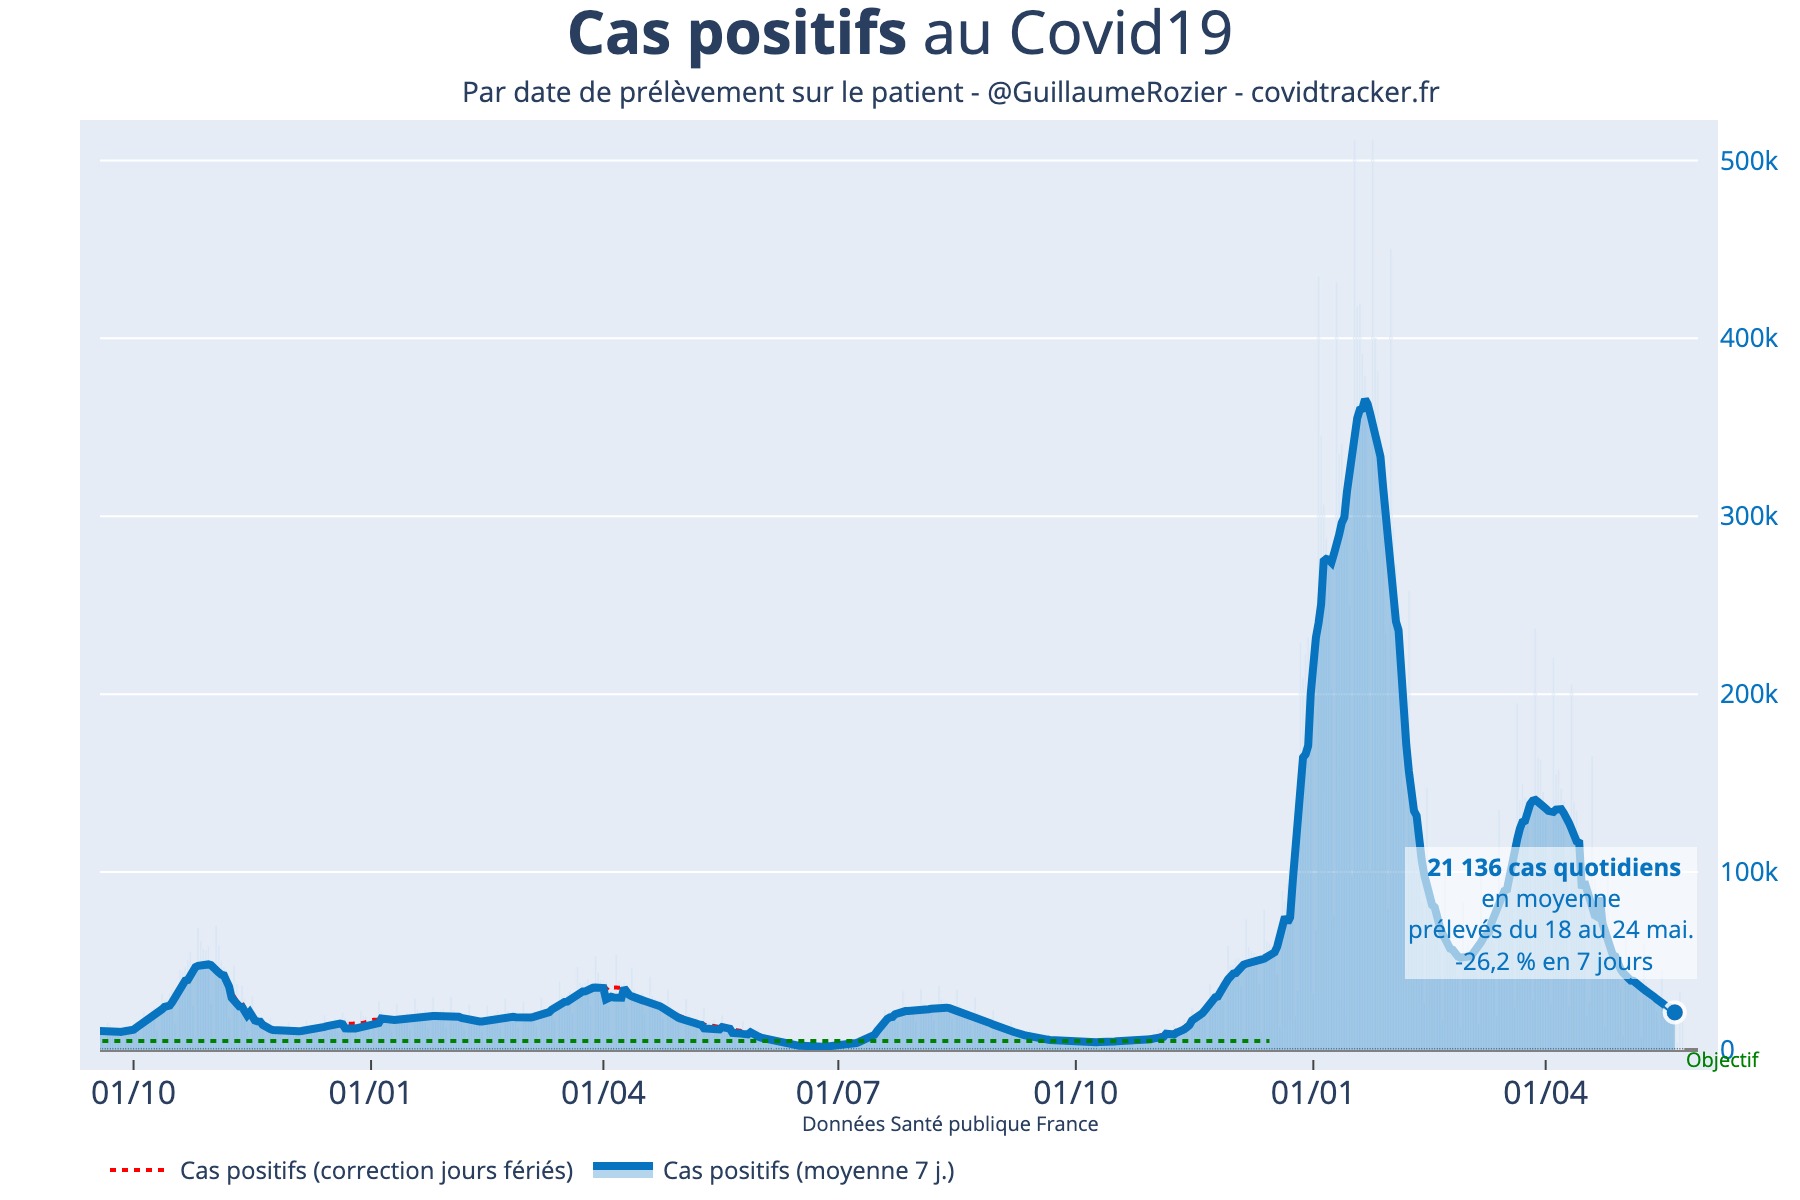 Cas positifs au Covid19
Par date de prélèvement sur le patient - @GuillaumeRozier - covidtracker.fr
500k
400k
300k
200k
100k
0
21 136 cas quotidiens
en moyenne
prélevés du 18 au 24 mai.
-26,2 % en 7 jours
Objectif
01/10 01/01 01/04 01/07 01/10 01/01 01/04
Données Santé publique France
Cas positifs (correction jours fériés) Cas positifs (moyenne 7 j.)